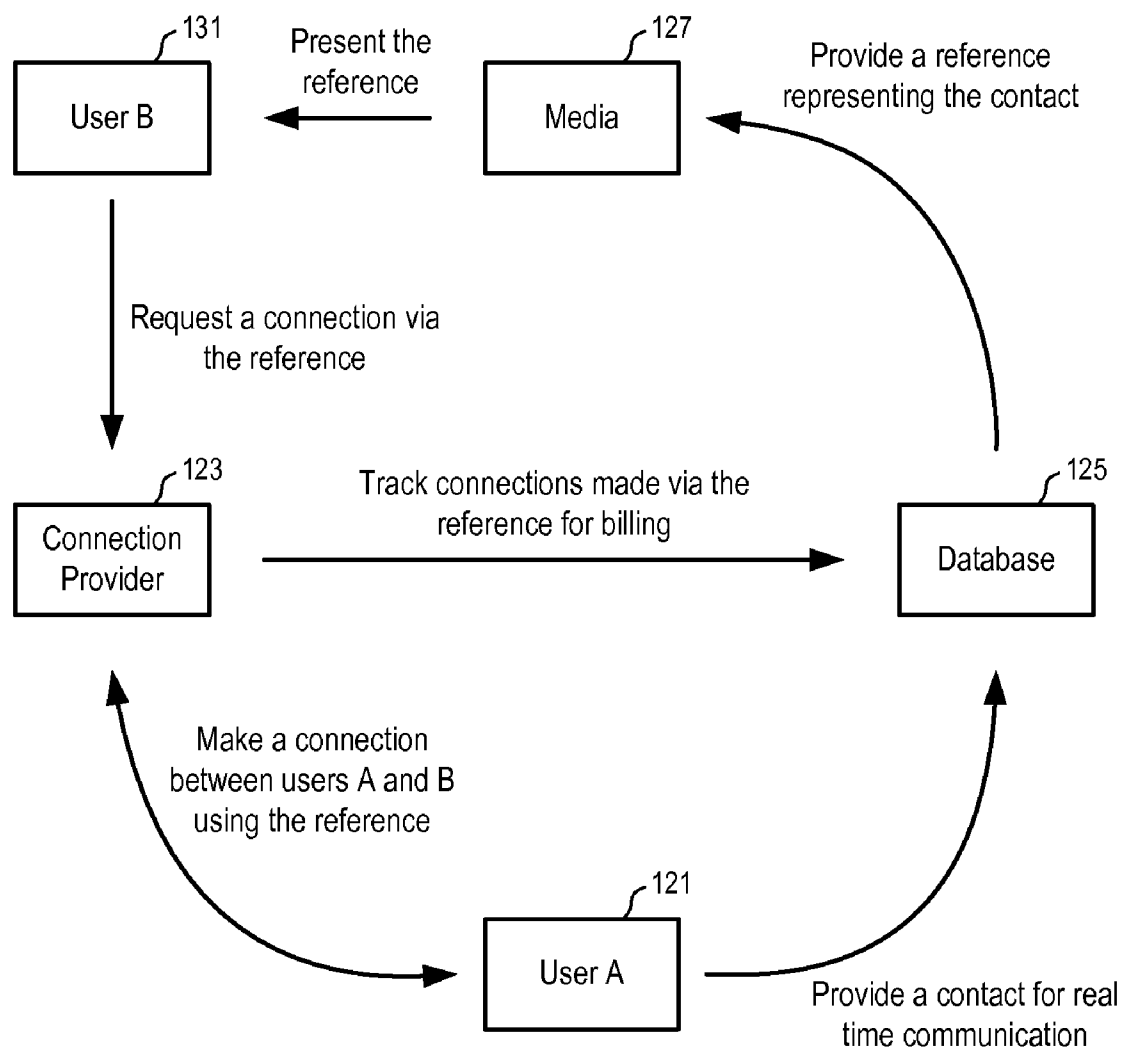 131
User B
Present the
reference
127
Media
Provide a reference
representing the contact
Request a connection via
the reference
123
Connection
Provider
Track connections made via the
reference for billing
125
Database
Make a connection
between users A and B
using the reference
121
User A
Provide a contact for real
time communication